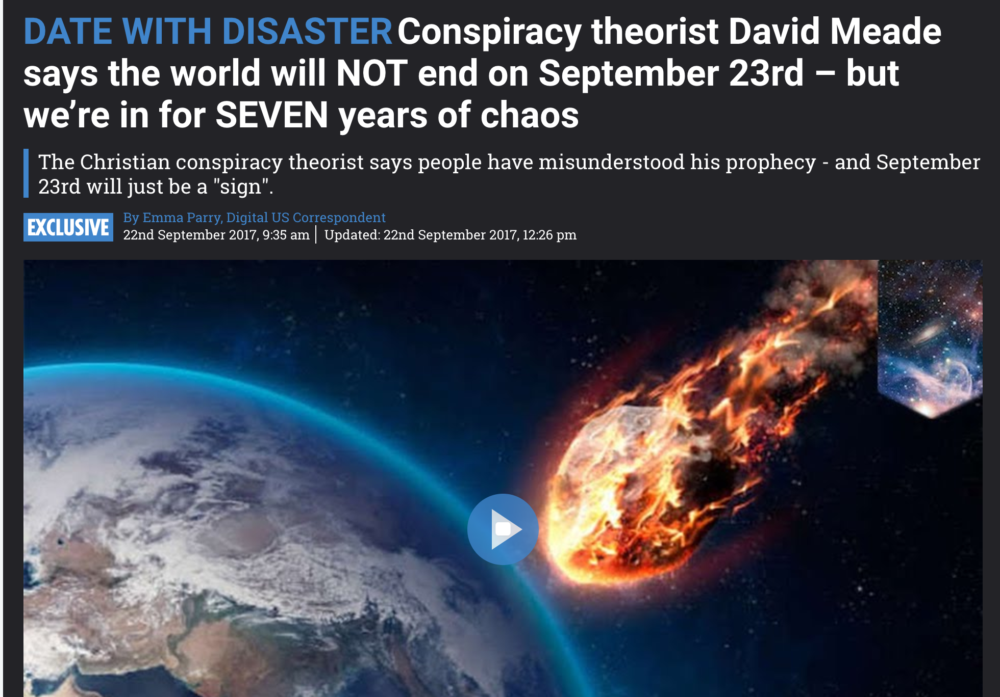 DATE WITH DISASTER Conspiracy theorist David Meade
says the world will NOT end on September 23rd – but
we’re in for SEVEN years of chaos
The Christian conspiracy theorist says people have misunderstood his prophecy - and September
23rd will just be a "sign".
EXCLUSIVE
By Emma Parry, Digital US Correspondent
22nd September 2017, 9:35 am | Updated: 22nd September 2017, 12:26 pm